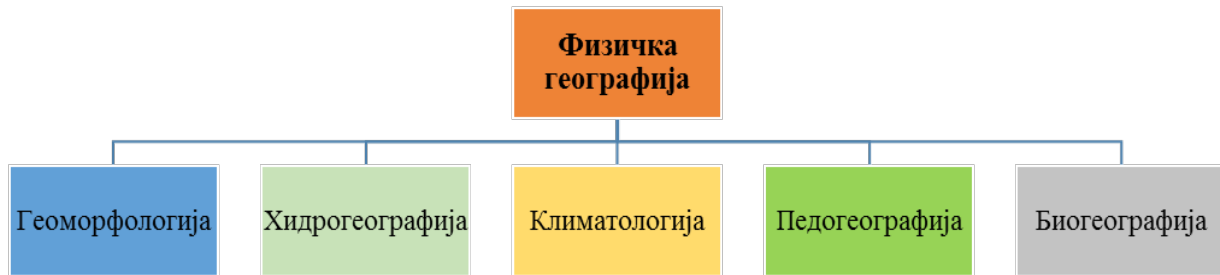 Физичка
географија
Геоморфологија
Хидрогеографија
Климатологија
Педогеографија
Биогеографија